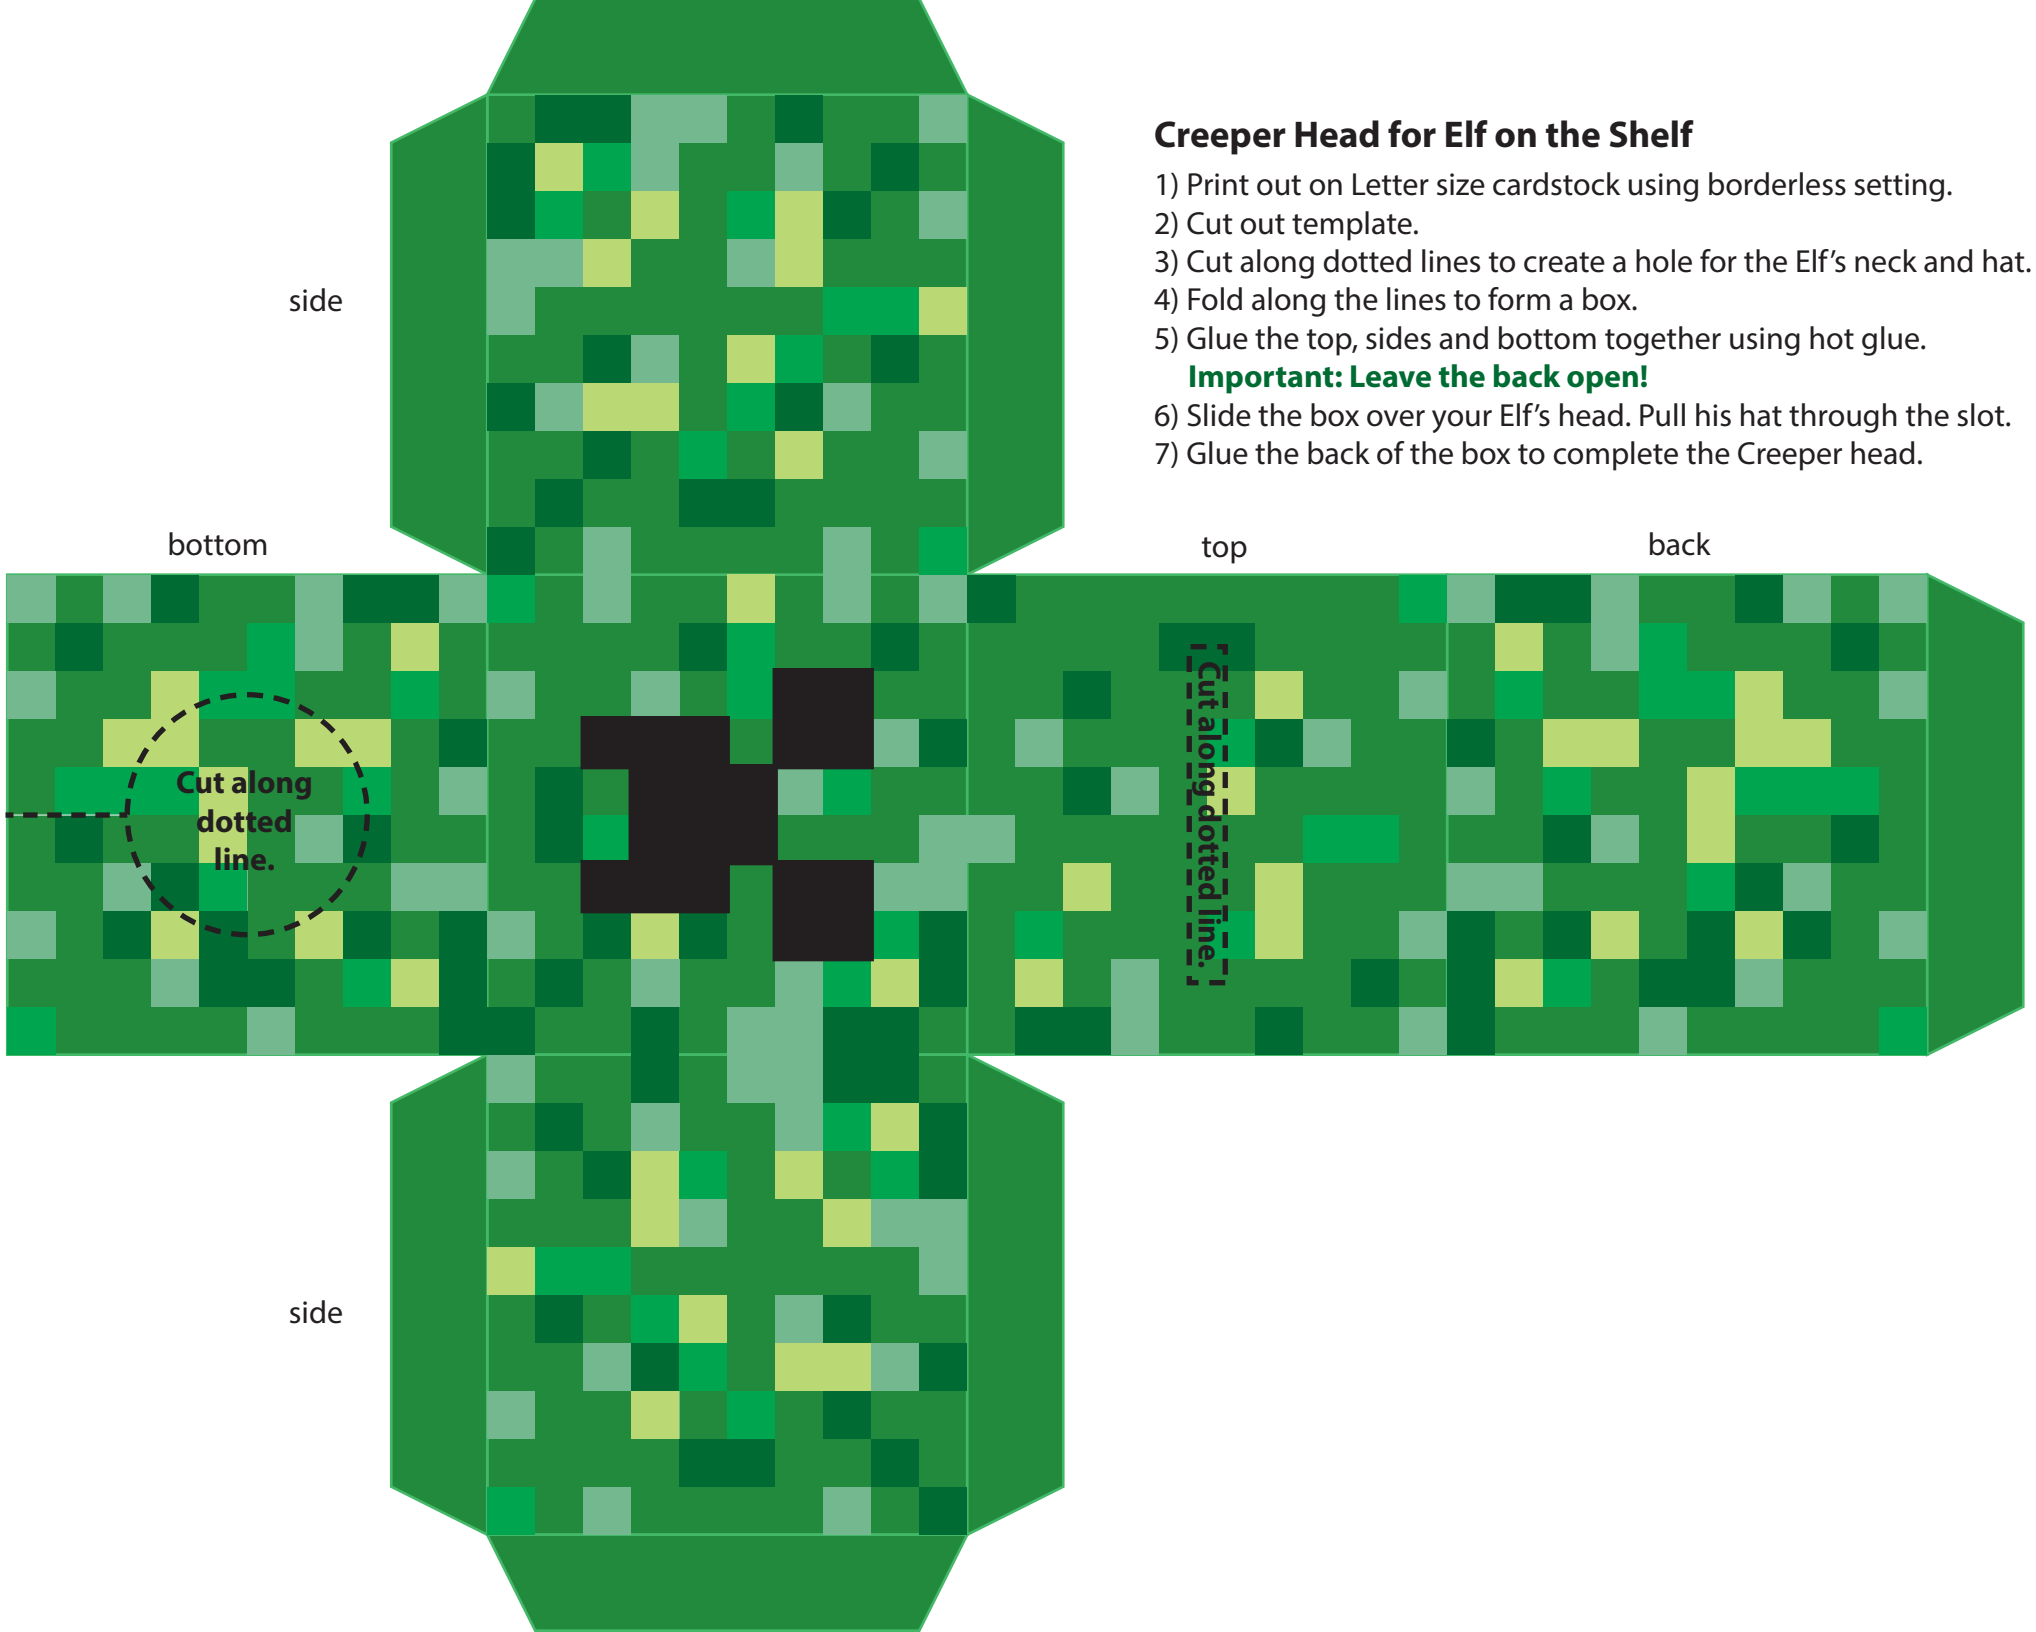 Creeper Head for Elf on the Shelf
1) Print out on Letter size cardstock using borderless setting.
2) Cut out template.
3) Cut along dotted lines to create a hole for the Elf’s neck and hat.
4) Fold along the lines to form a box.
5) Glue the top, sides and bottom together using hot glue.
Important: Leave the back open!
6) Slide the box over your Elf’s head. Pull his hat through the slot.
7) Glue the back of the box to complete the Creeper head.
side
bottom
top
back
Cut along
dotted
line.
Cut along dotted line.
side